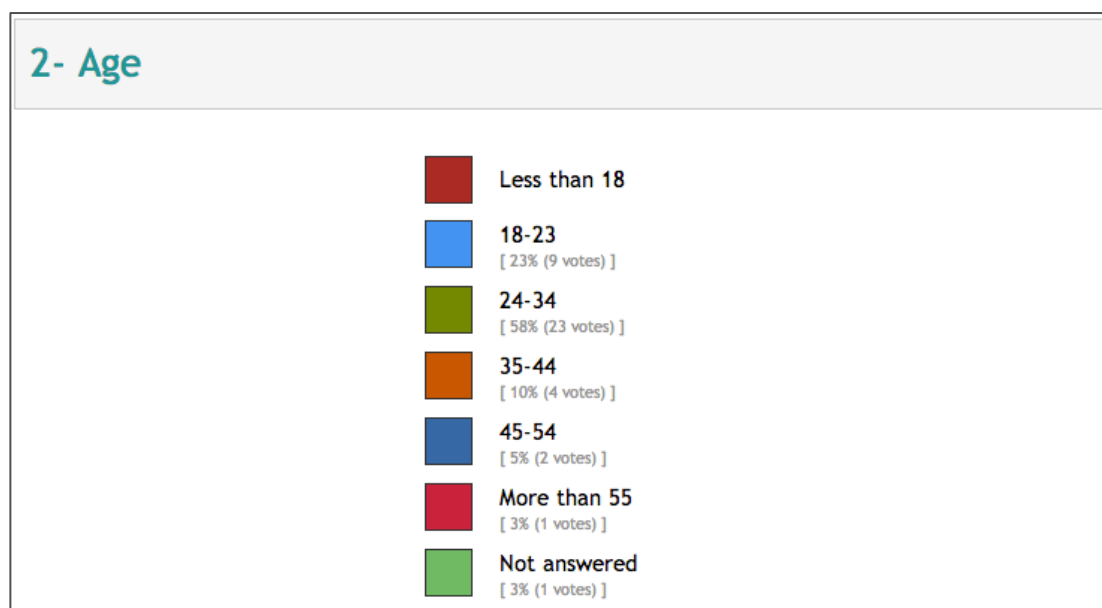 2- Age
Less than 18
18-23
[ 23% (9 votes) ]
24-34
[ 58% (23 votes) ]
35-44
[ 10% (4 votes) ]
45-54
[ 5% (2 votes) ]
More than 55
[ 3% (1 votes) ]
Not answered
[ 3% (1 votes) ]